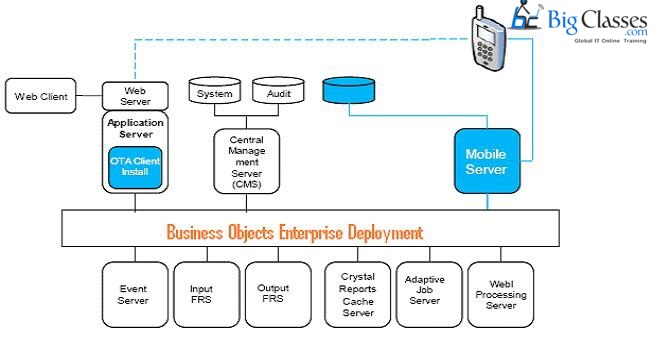 BigClasses
.com
Global IT Online Training
Web Client
Web
Server
System
Audit
Application
Server
OTA Client
Install
Central
Manage
ment
Server
(CMS)
Mobile
Server
Business Objects Enterprise Deployment
Event
Server
Input
FRS
Output
FRS
Crystal
Reports
Cache
Server
Adaptive
Job
Server
WebI
Processing
Server